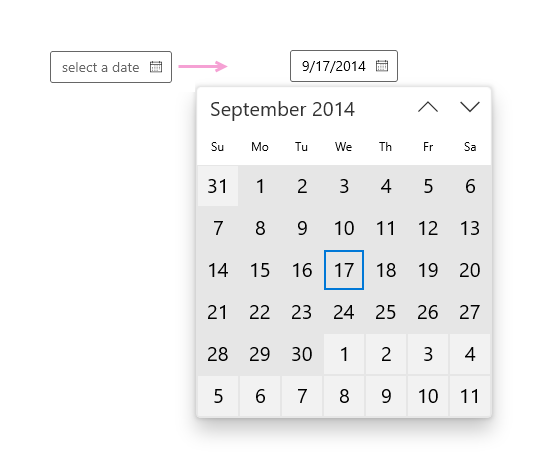 select a date
9/17/2014
September 2014
Su Mo Tu We Th Fr Sa
31 1 2 3 4 5 6
7 8 9 10 11 12 13
14 15 16 17 18 19 20
21 22 23 24 25 26 27
28 29 30 1 2 3 4
5 6 7 8 9 10 11